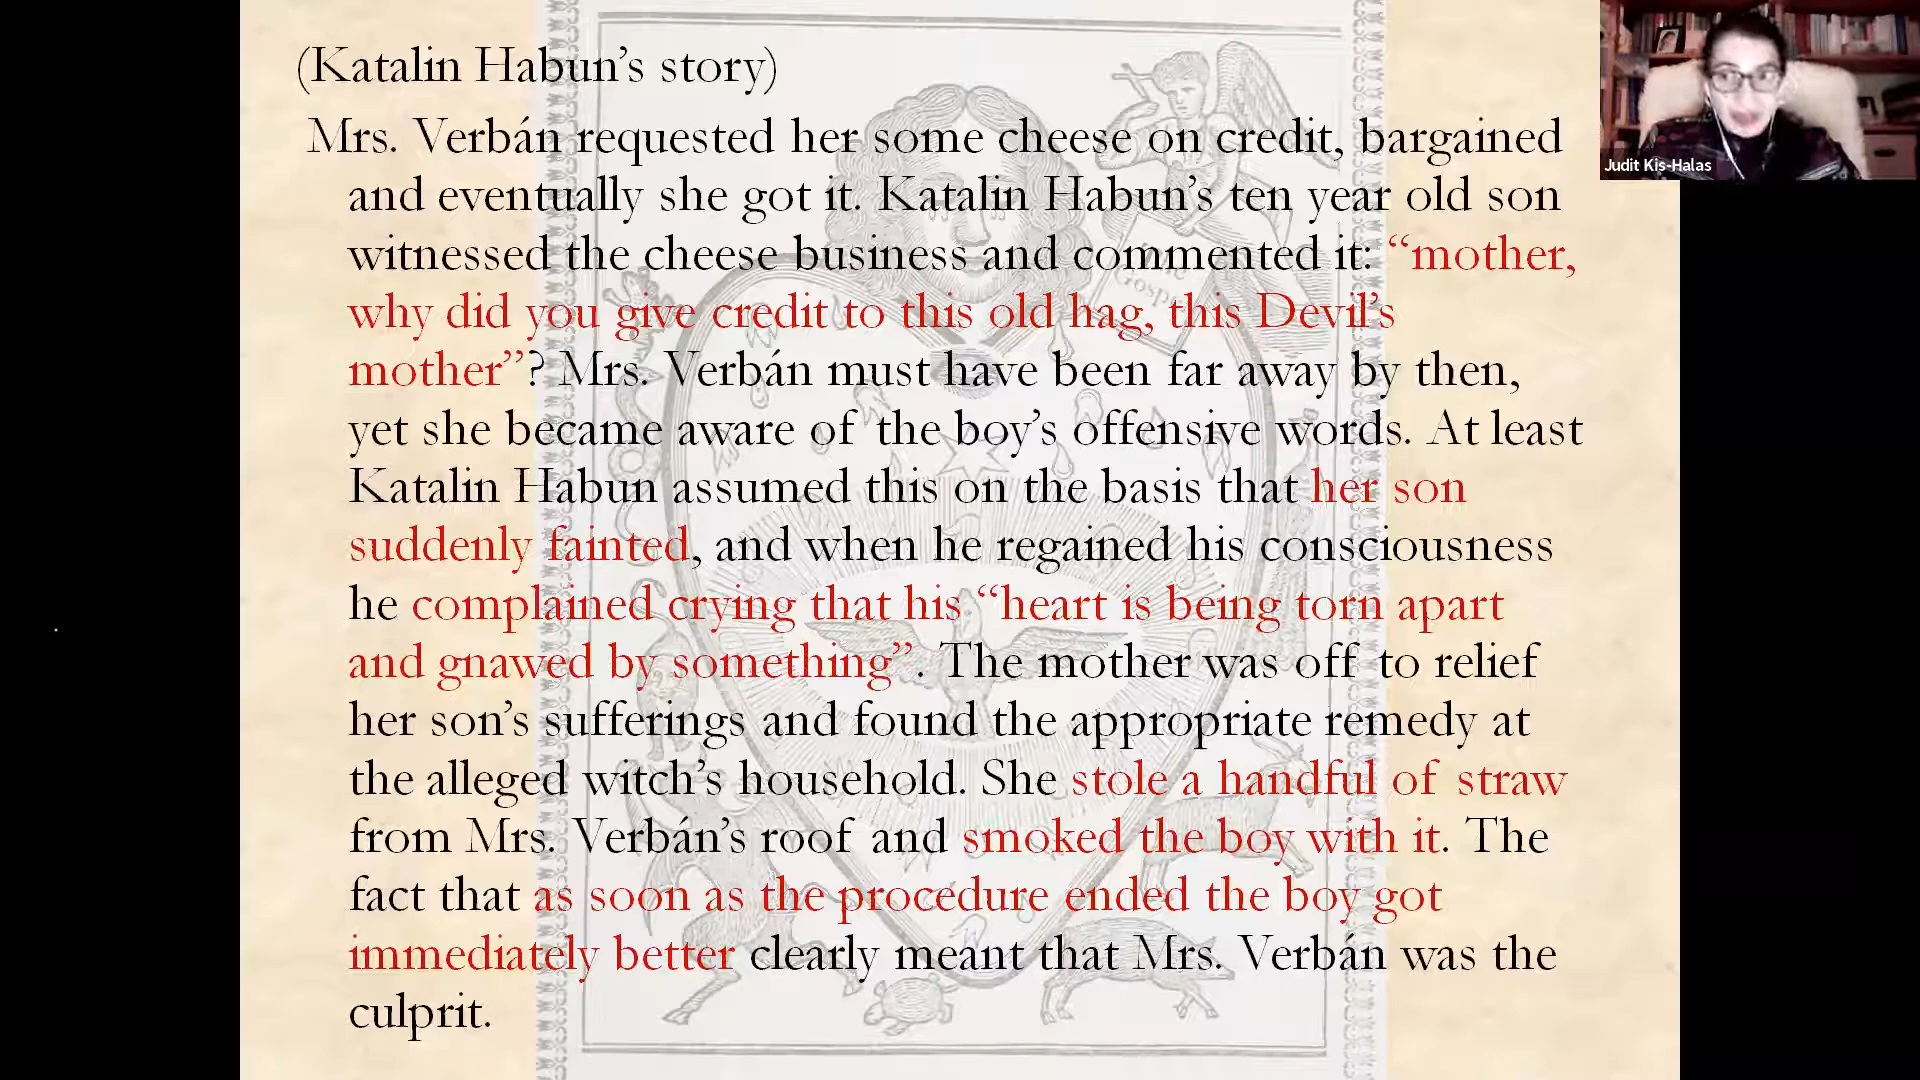 (Katalin Habun’s story)
Mrs. Verbán requested her some cheese on credit, bargained
and eventually she got it. Katalin Habun’s ten year old son
witnessed the cheese business and commented it: “mother,
why did you give credit to this old hag, this Devil’s
mother”? Mrs. Verbán must have been far away by then,
yet she became aware of the boy’s offensive words. At least
Katalin Habun assumed this on the basis that her son
suddenly fainted, and when he regained his consciousness
he complained crying that his “heart is being torn apart
and gnawed by something”. The mother was off to relief
her son’s sufferings and found the appropriate remedy at
the alleged witch’s household. She stole a handful of straw
from Mrs. Verbán’s roof and smoked the boy with it. The
fact that as soon as the procedure ended the boy got
immediately better clearly meant that Mrs. Verbán was the
culprit.
Judit Kis-Halas